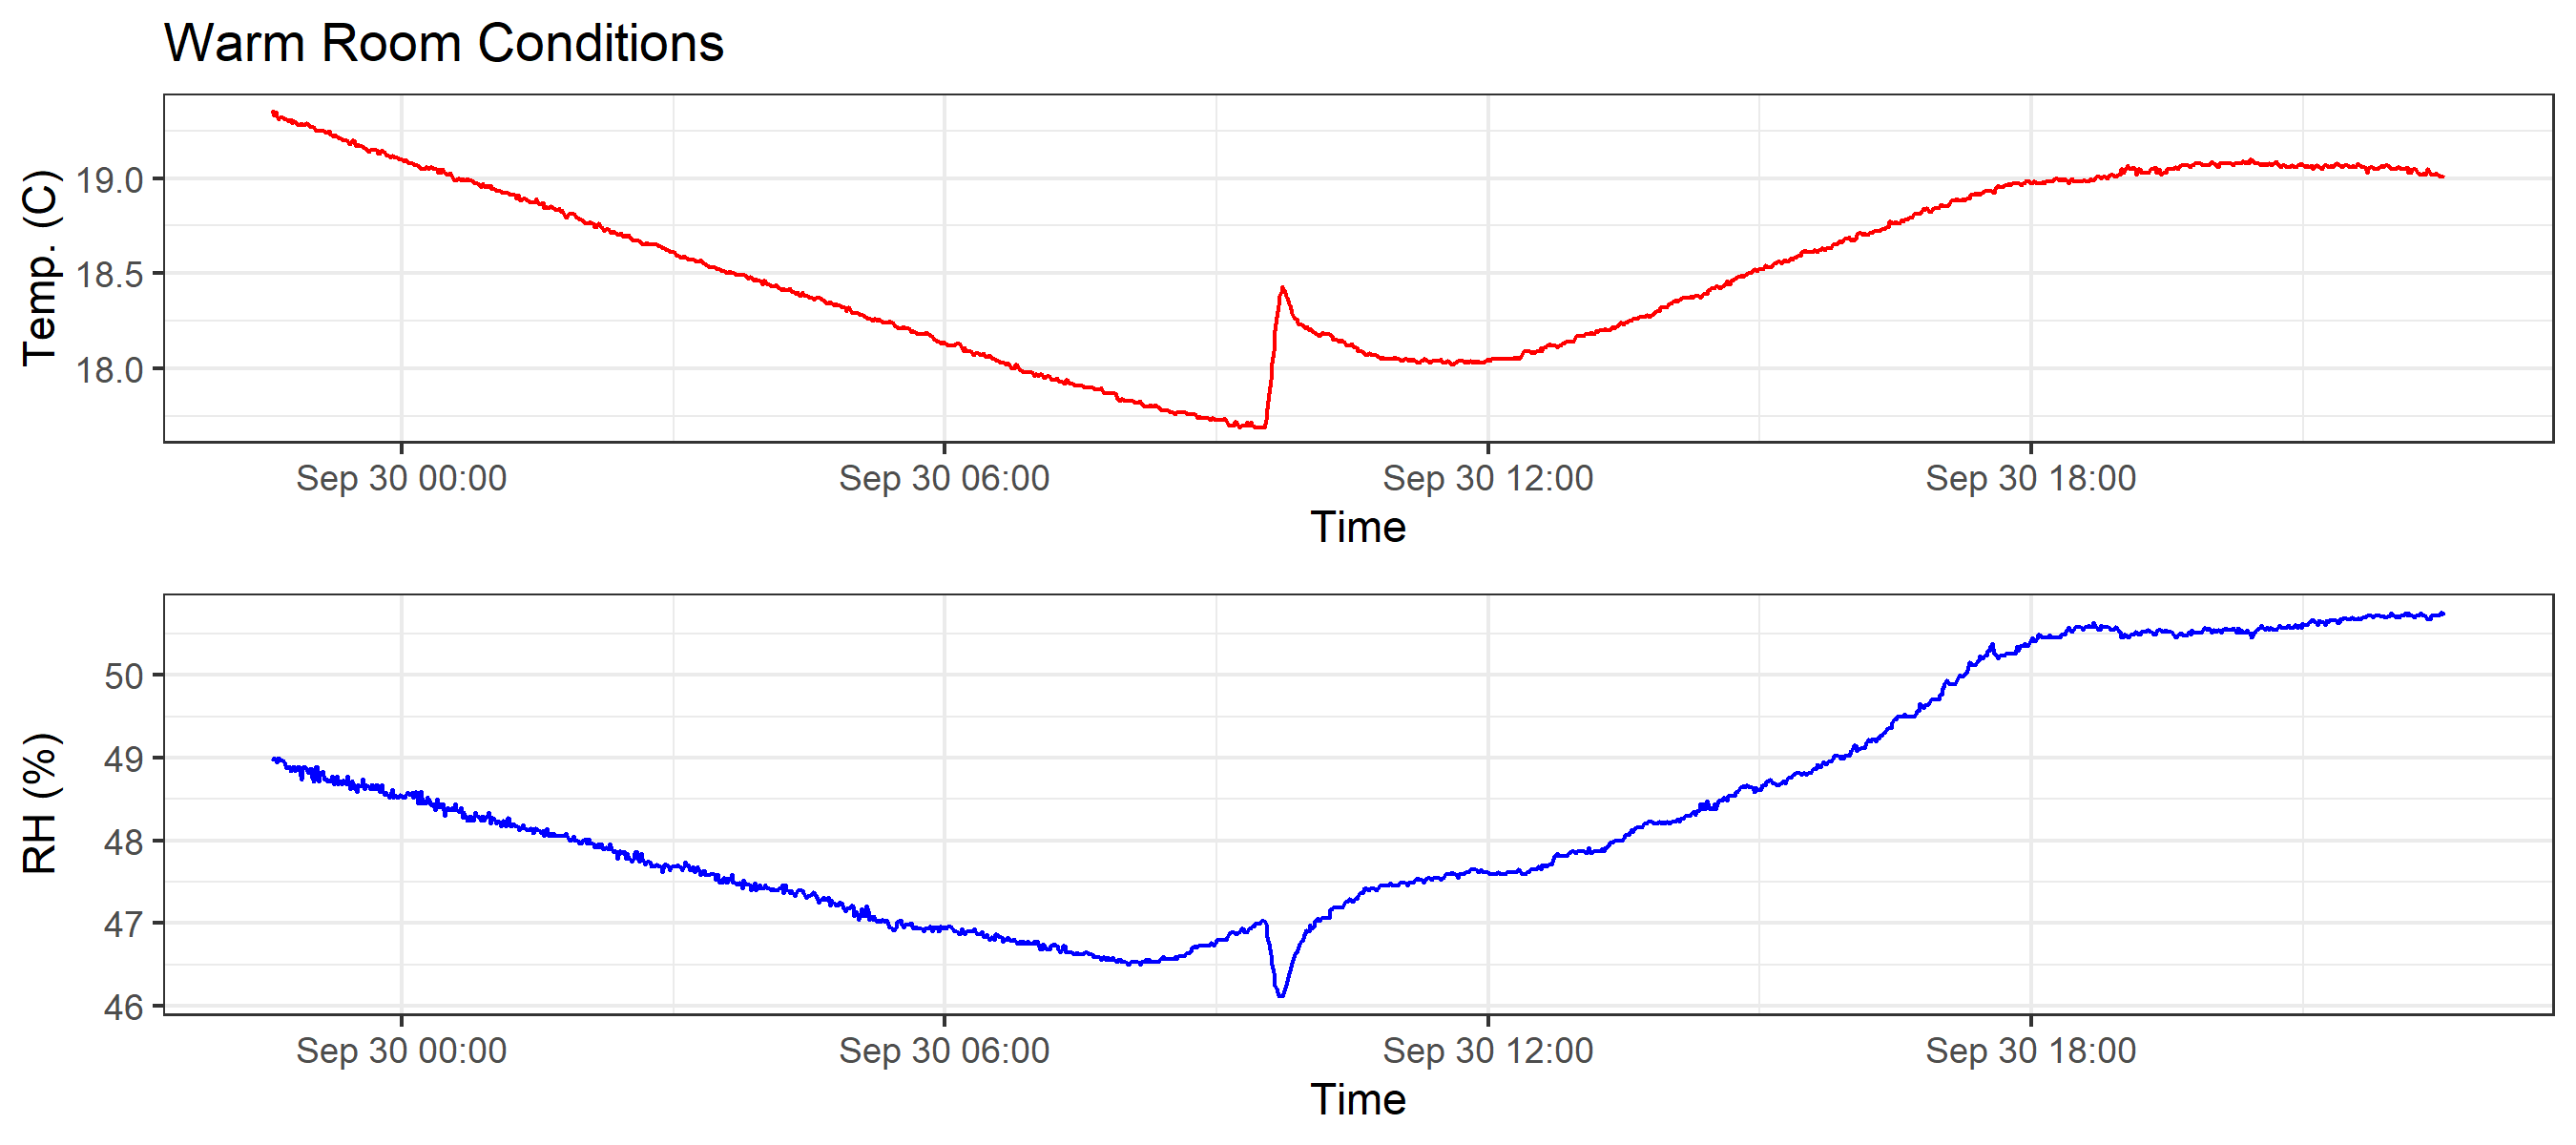 Warm Room Conditions
Temp. (C)
19.0
18.5
18.0
Sep 30 00:00 Sep 30 06:00 Sep 30 12:00 Sep 30 18:00
Time
RH (%)
50
49
48
47
46
Sep 30 00:00 Sep 30 06:00 Sep 30 12:00 Sep 30 18:00
Time